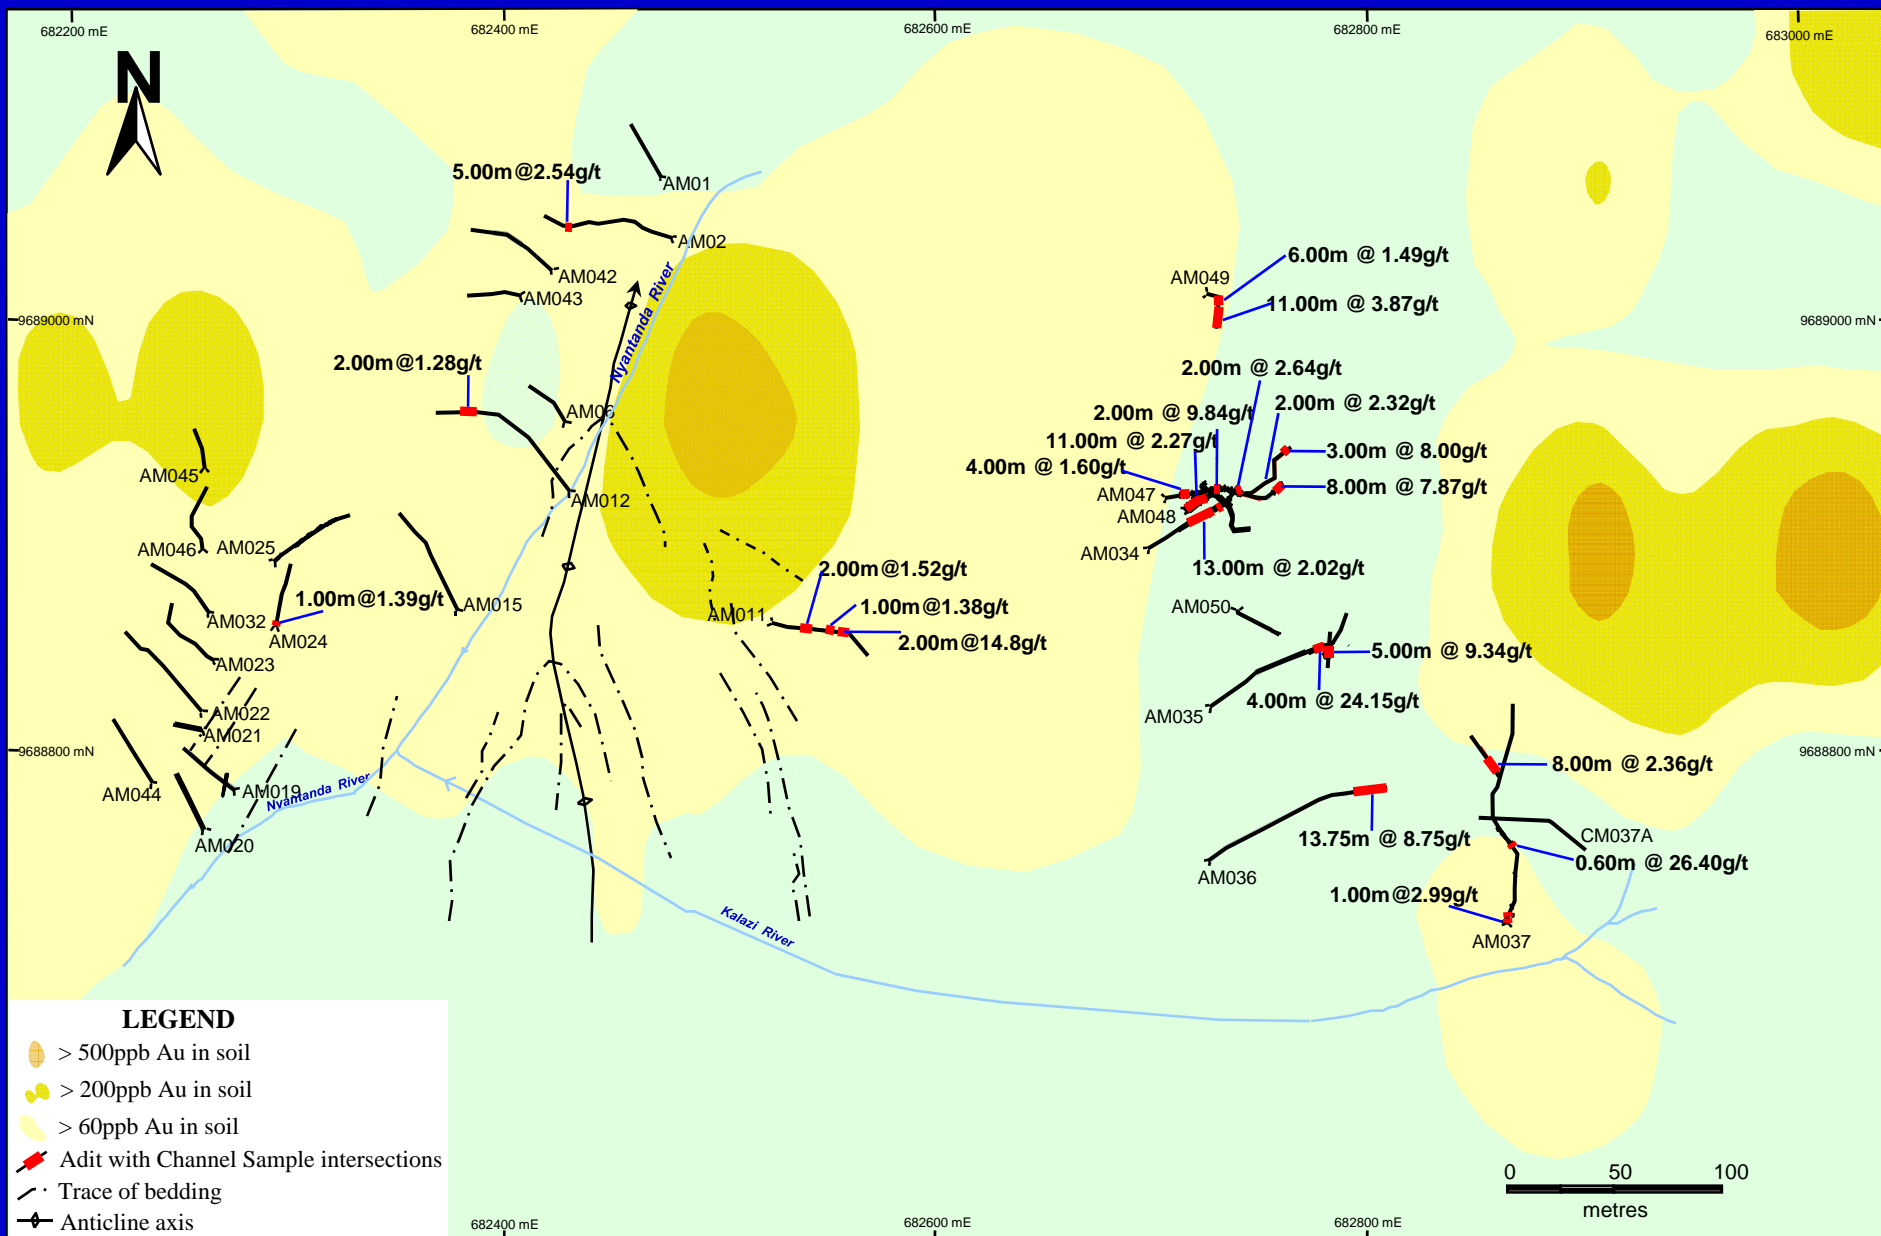 682200 mE
682400 mE
682600 mE
682800 mE
683000 mE
N
5.00m@2.54g/t
AM01
AM02
AM042
AM043
Nyantanda River
9689000 mN
9689000 mN
AM049
6.00m @ 1.49g/t
11.00m @ 3.87g/t
2.00m@1.28g/t
AM06
AM012
2.00m @ 2.64g/t
2.00m @ 9.84g/t
2.00m @ 2.32g/t
11.00m @ 2.27g/t
3.00m @ 8.00g/t
4.00m @ 1.60g/t
8.00m @ 7.87g/t
AM047
AM048
AM034
13.00m @ 2.02g/t
AM045
AM046
AM025
AM032
1.00m@1.39g/t
AM024
AM015
AM023
AM022
AM021
AM044
AM019
AM020
2.00m@1.52g/t
1.00m@1.38g/t
AM011
2.00m@14.8g/t
AM050
5.00m @ 9.34g/t
4.00m @ 24.15g/t
AM035
9688800 mN
9688800 mN
Nyantanda River
8.00m @ 2.36g/t
13.75m @ 8.75g/t
CM037A
0.60m @ 26.40g/t
AM036
1.00m@2.99g/t
AM037
Kalazi River
LEGEND
> 500ppb Au in soil
> 200ppb Au in soil
> 60ppb Au in soil
Adit with Channel Sample intersections
Trace of bedding
Anticline axis
0 50 100
metres
682400 mE
682600 mE
682800 mE